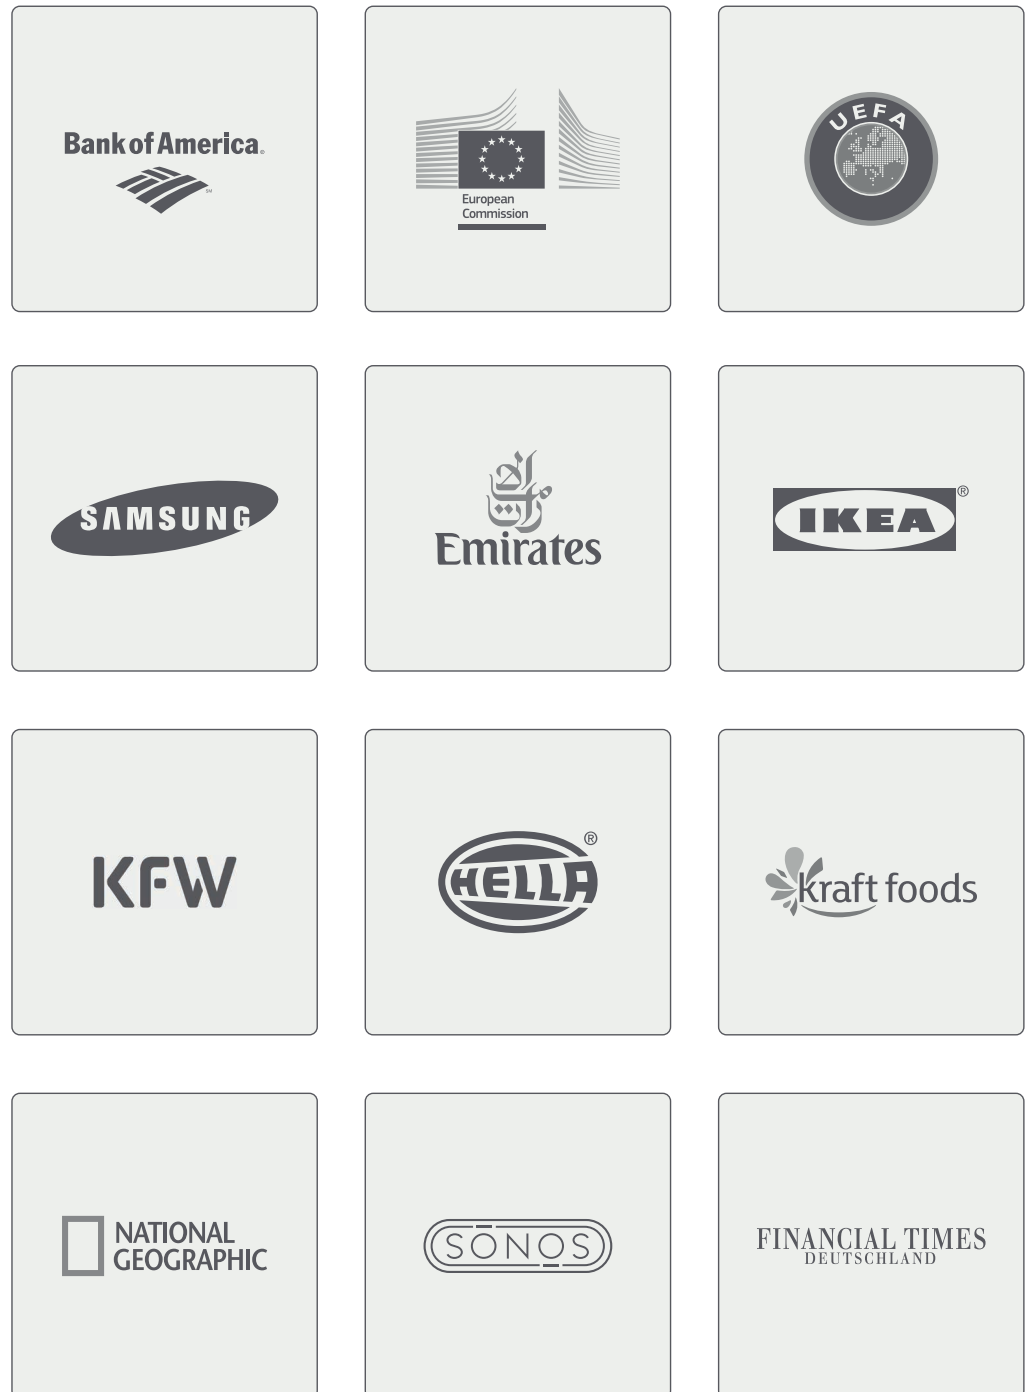 Bank of America
SM
European
Commission
UEFA
SAMSUNG
Emirates
IKEA
®
KFW
HELLA
®
kraft foods
NATIONAL
GEOGRAPHIC
SONOS
FINANCIAL TIMES
DEUTSCHLAND